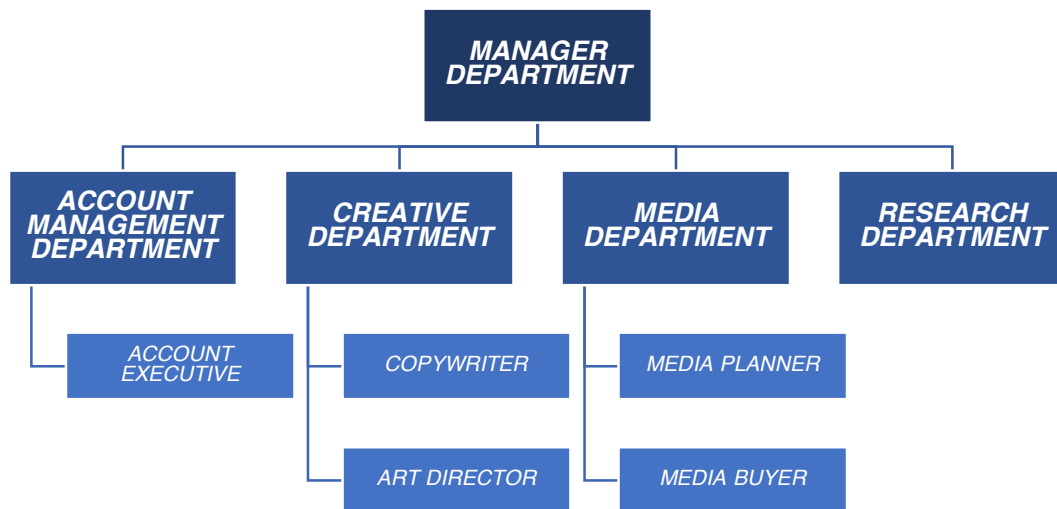 MANAGER
DEPARTMENT
ACCOUNT
MANAGEMENT
DEPARTMENT
CREATIVE
DEPARTMENT
MEDIA
DEPARTMENT
RESEARCH
DEPARTMENT
ACCOUNT
EXECUTIVE
COPYWRITER
MEDIA PLANNER
ART DIRECTOR
MEDIA BUYER